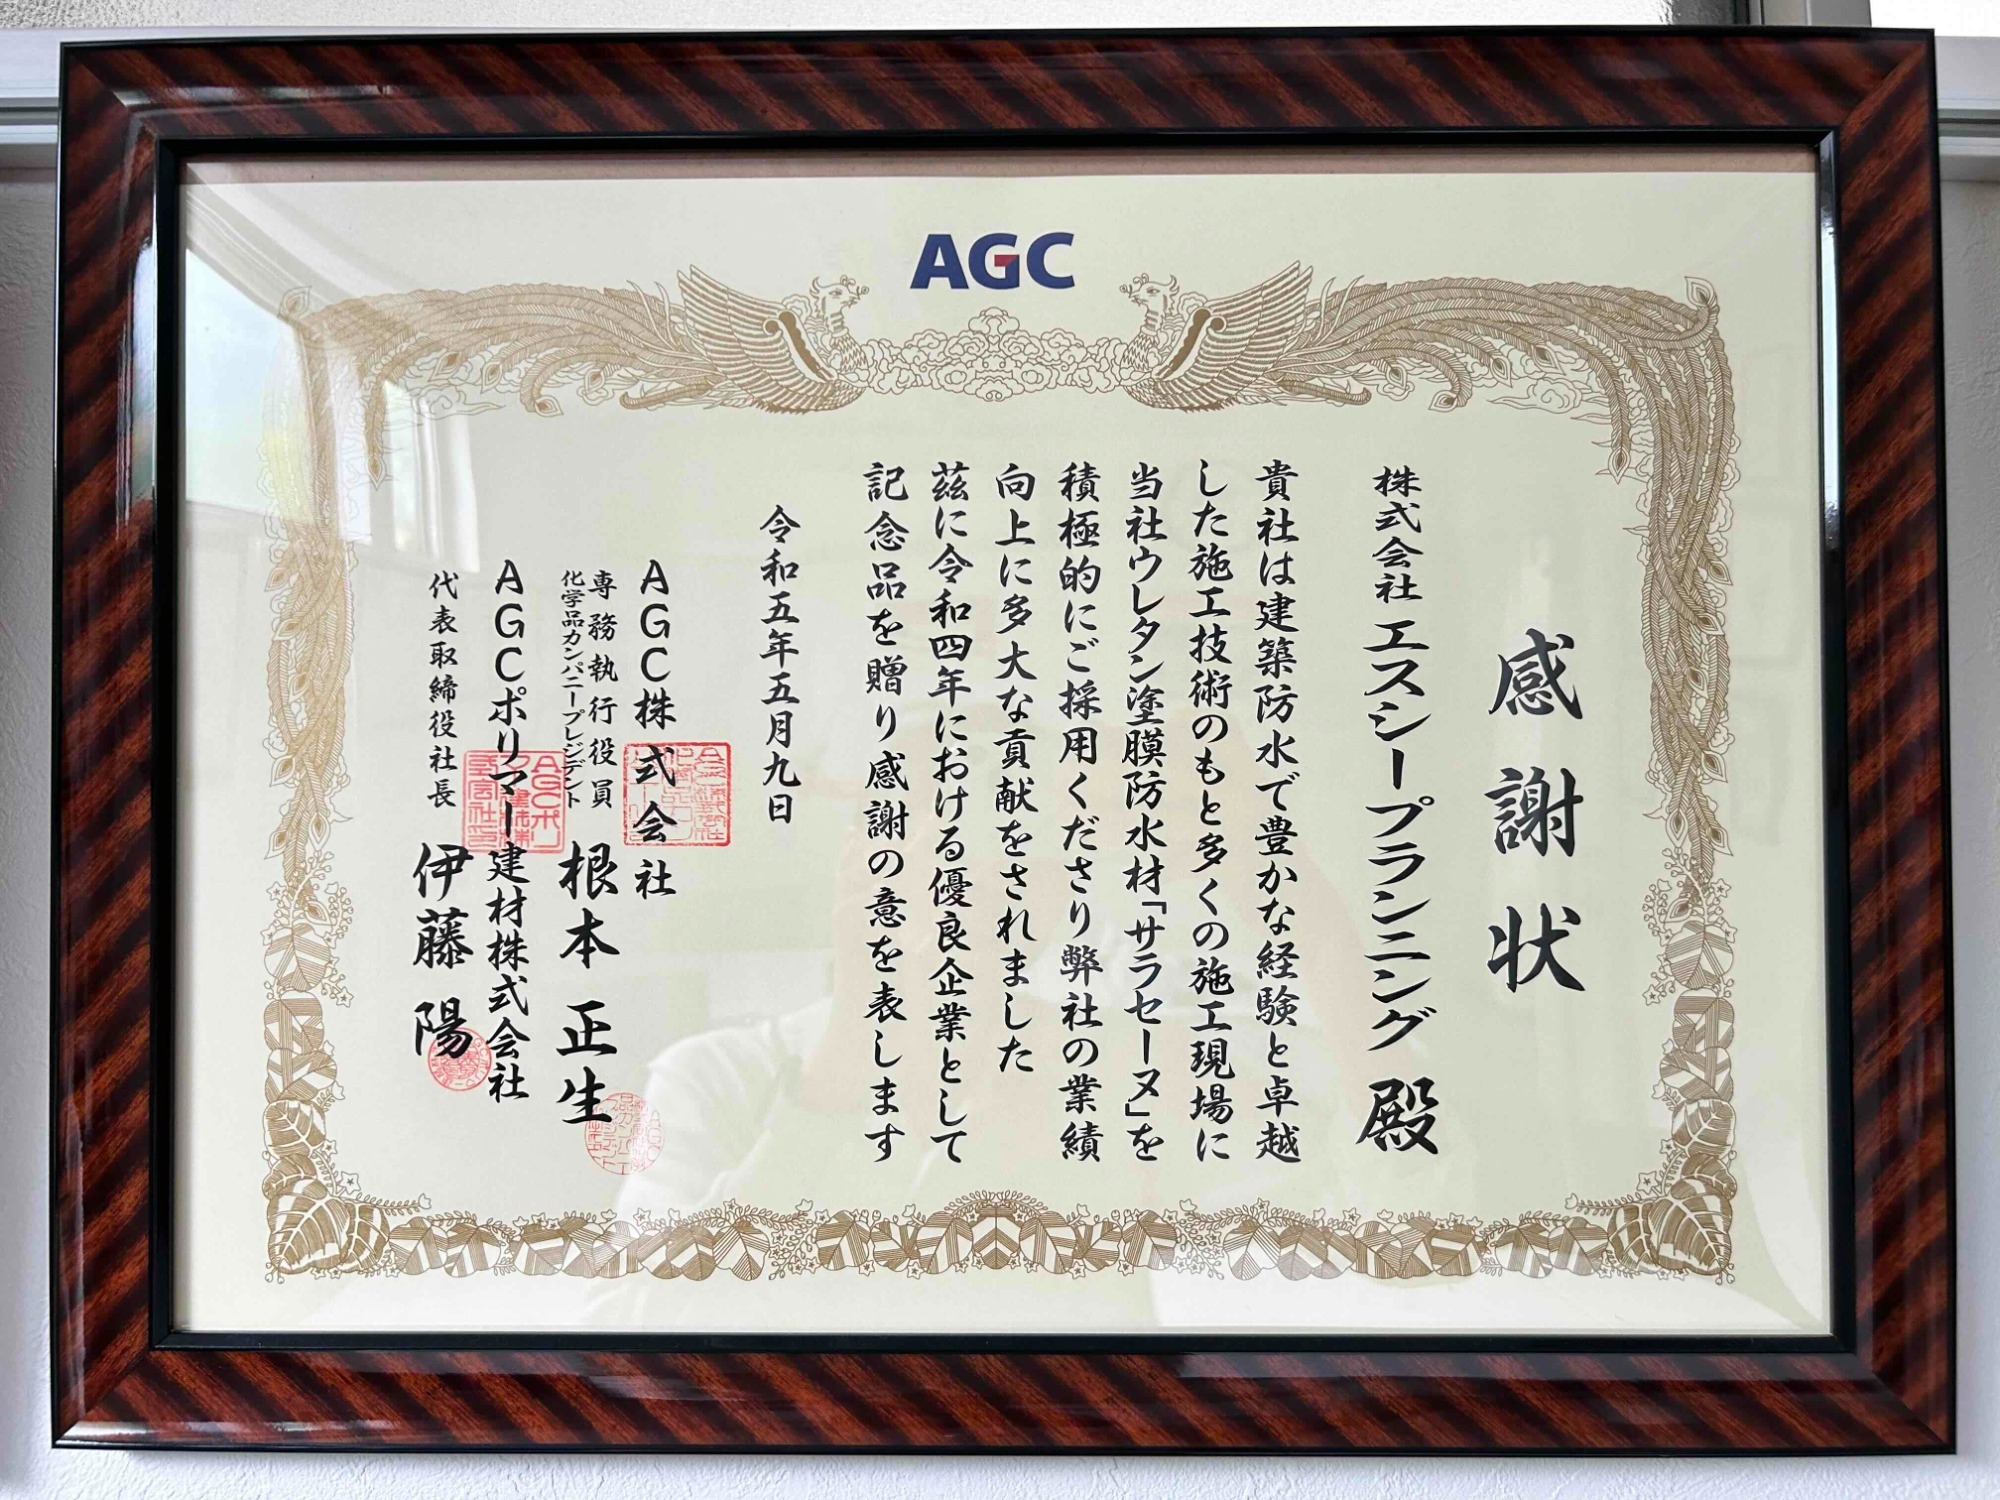 AGC
感謝状
株式会社エスシープランニング殿
貴社は建築防水で豊かな経験と卓越
した施工技術のもと多くの施工現場に
当社ウレタン塗膜防水材「サラセーヌ」を
積極的にご採用くださり弊社の業績
向上に多大な貢献をされました
茲に令和四年における優良企業として
記念品を贈り感謝の意を表します
令和五年五月九日
AGC株式会社
専務執行役員
化学品カンパニープレジデント
根本正生
AGCポリマー建材株式会社
代表取締役社長 伊藤陽